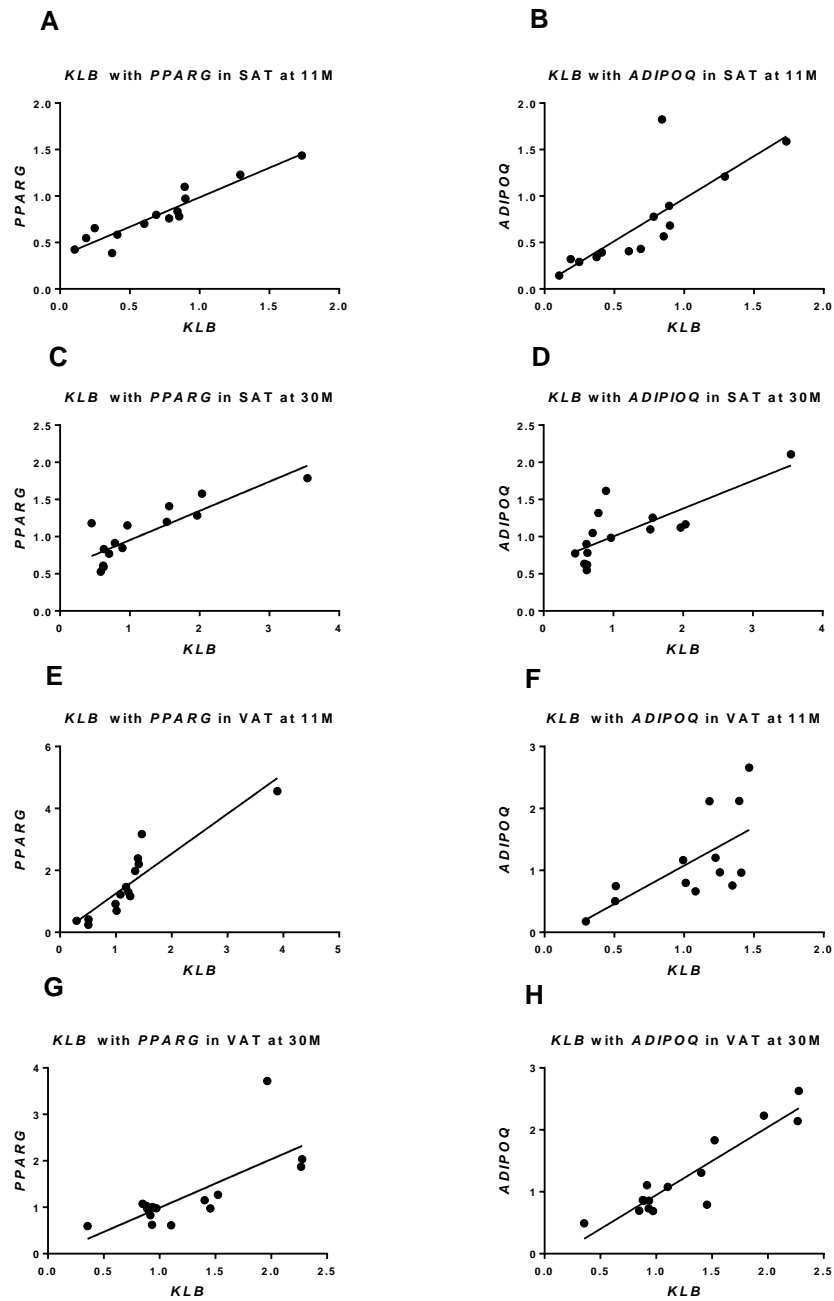 A
KLB with PPARG in SAT at 11M
2.0
1.5
1.0
0.5
0.0
PPARG
0.0 0.5 1.0 1.5 2.0
KLB
B
KLB with ADIPOQ in SAT at 11M
2.0
1.5
1.0
0.5
0.0
ADIPOQ
0.0 0.5 1.0 1.5 2.0
KLB
C
KLB with PPARG in SAT at 30M
2.5
2.0
1.5
1.0
0.5
0.0
PPARG
0 1 2 3 4
KLB
D
KLB with ADIPIOQ in SAT at 30M
2.5
2.0
1.5
1.0
0.5
0.0
ADIPOQ
0 1 2 3 4
KLB
E
KLB with PPARG in VAT at 11M
6
4
2
0
PPARG
0 1 2 3 4 5
KLB
F
KLB with ADIPOQ in VAT at 11M
3
2
1
0
ADIPOQ
0.0 0.5 1.0 1.5 2.0
KLB
G
KLB with PPARG in VAT at 30M
4
3
2
1
0
PPARG
0.0 0.5 1.0 1.5 2.0 2.5
KLB
H
KLB with ADIPOQ in VAT at 30M
3
2
1
0
ADIPOQ
0.0 0.5 1.0 1.5 2.0 2.5
KLB